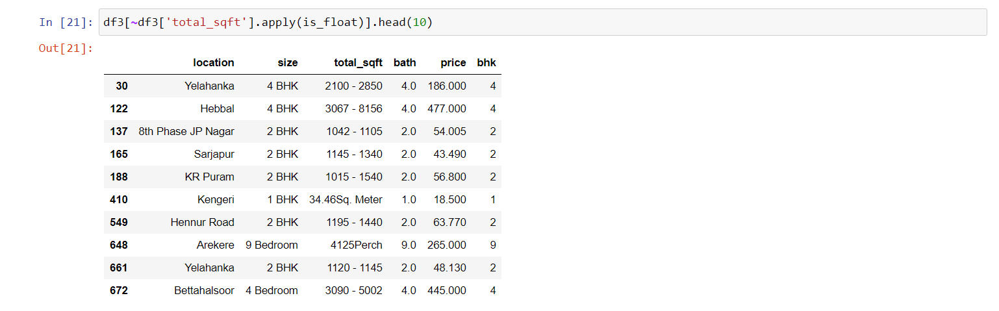 In [21]: df3[~df3['total_sqft'].apply(is_float)].head(10)
Out[21]:
location size total_sqft bath price bhk
30 Yelahanka 4 BHK 2100 - 2850 4.0 186.000 4
122 Hebbal 4 BHK 3067 - 8156 4.0 477.000 4
137 8th Phase JP Nagar 2 BHK 1042 - 1105 2.0 54.005 2
165 Sarjapur 2 BHK 1145 - 1340 2.0 43.490 2
188 KR Puram 2 BHK 1015 - 1540 2.0 56.800 2
410 Kengeri 1 BHK 34.46Sq. Meter 1.0 18.500 1
549 Hennur Road 2 BHK 1195 - 1440 2.0 63.770 2
648 Arekere 9 Bedroom 4125Perch 9.0 265.000 9
661 Yelahanka 2 BHK 1120 - 1145 2.0 48.130 2
672 Bettahalsoor 4 Bedroom 3090 - 5002 4.0 445.000 4